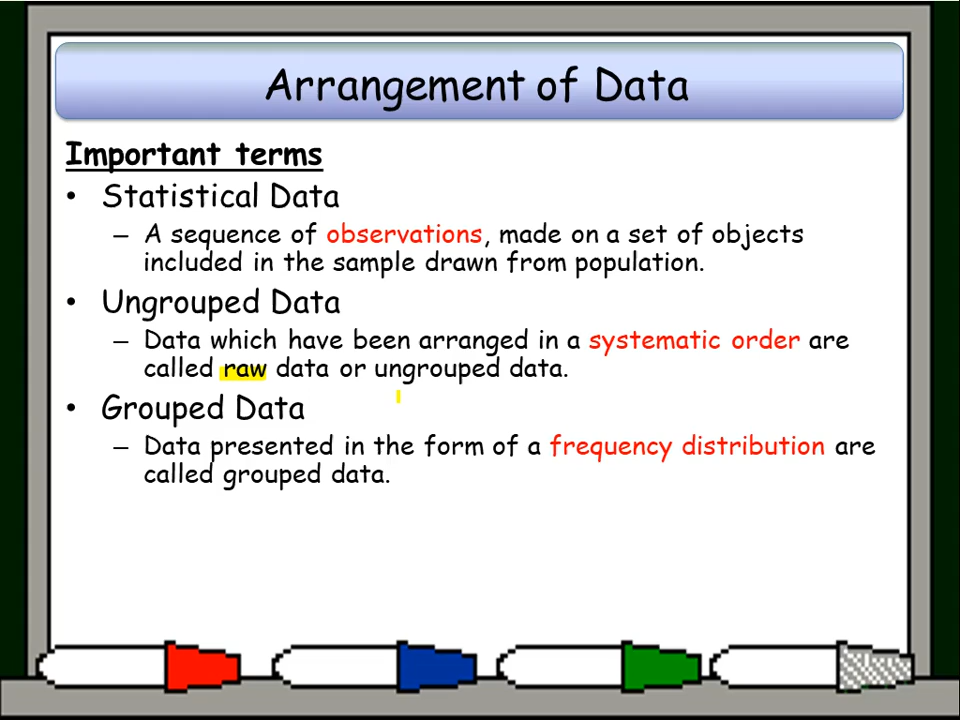 Arrangement of Data
Important terms
• Statistical Data
– A sequence of observations, made on a set of objects
included in the sample drawn from population.
• Ungrouped Data
– Data which have been arranged in a systematic order are
called raw data or ungrouped data.
• Grouped Data
– Data presented in the form of a frequency distribution are
called grouped data.